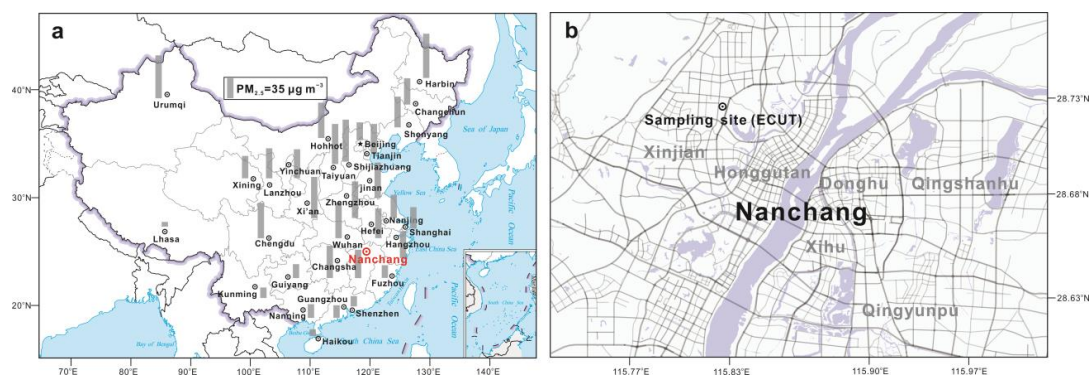 a
PM2.5=35 μg m-3
Harbin
Urumqi
Changchun
Shenyang
Sea of Japan
Hohhot
Beijing
Tianjin
Taiyuan
Shijiazhuang
Yinchuan
Jinan
Xining
Lanzhou
Yellow Sea
Xi'an
Zhengzhou
Nanjing
Shanghai
Hefei
Chengdu
Wuhan
Hangzhou
East China Sea
Lhasa
Nanchang
Changsha
Guiyang
Fuzhou
Kunming
Guangzhou
Nanning
Shenzhen
Haikou
South China Sea
Bay of Bengal
Pacific Ocean
Pacific Ocean
40°N
30°N
20°N
70°E
80°E
90°E
100°E
110°E
120°E
130°E
140°E
b
Sampling site (ECUT)
Xinjian
Honggutan
Donghu
Qingshanhu
Nanchang
Xihu
Qingyunpu
28.73°N
28.68°N
28.63°N
115.77°E
115.83°E
115.90°E
115.97°E